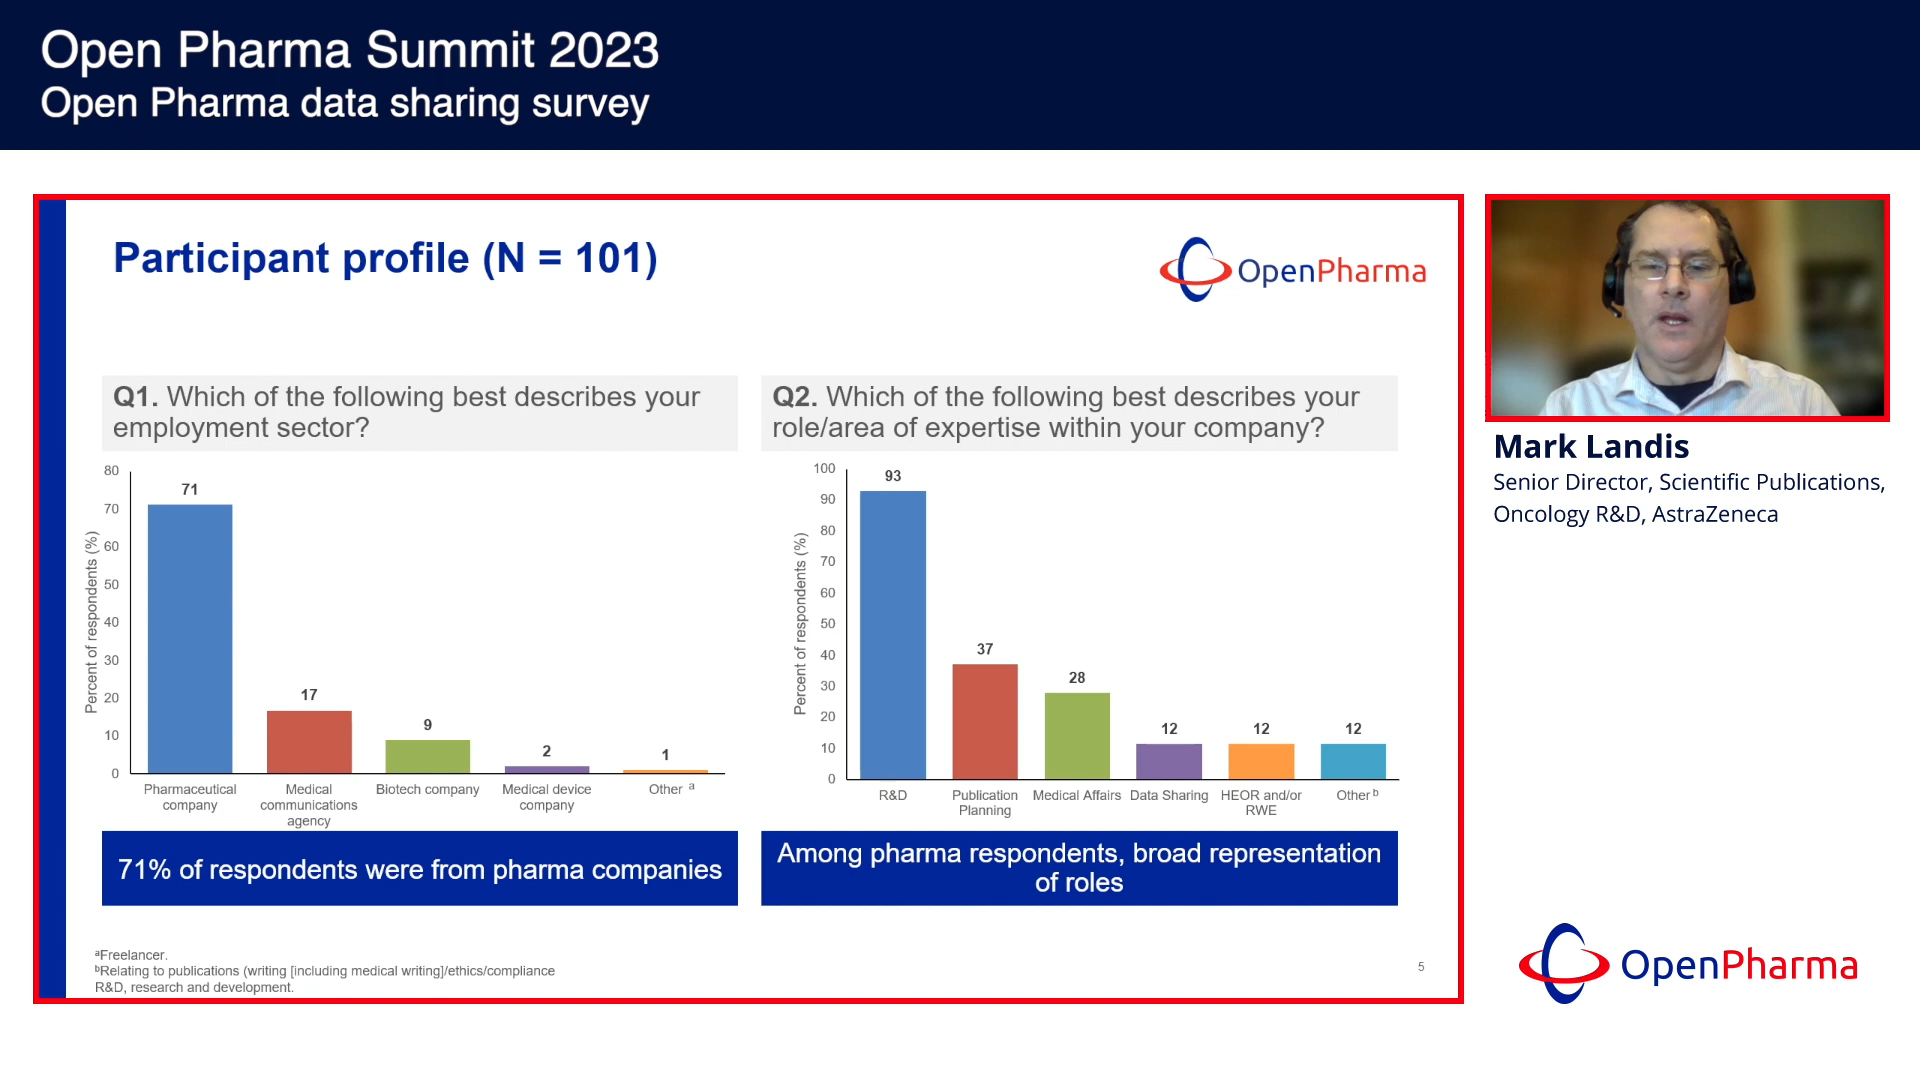 Open Pharma Summit 2023
Open Pharma data sharing survey
Participant profile (N = 101)
OpenPharma
Q1. Which of the following best describes your
employment sector?
Percent of respondents (%)
80
70
60
50
40
30
20
10
0
71
17
9
2
1
Pharmaceutical
company
Medical
communications
agency
Biotech company
Medical device
company
Other a
71% of respondents were from pharma companies
Q2. Which of the following best describes your
role/area of expertise within your company?
Percent of respondents (%)
100
90
80
70
60
50
40
30
20
10
0
93
37
28
12
12
12
R&D
Publication
Planning
Medical Affairs
Data Sharing
HEOR and/or
RWE
Other b
Among pharma respondents, broad representation
of roles
aFreelancer.
bRelating to publications (writing [including medical writing]/ethics/compliance
R&D, research and development.
5
Mark Landis
Senior Director, Scientific Publications,
Oncology R&D, AstraZeneca
OpenPharma